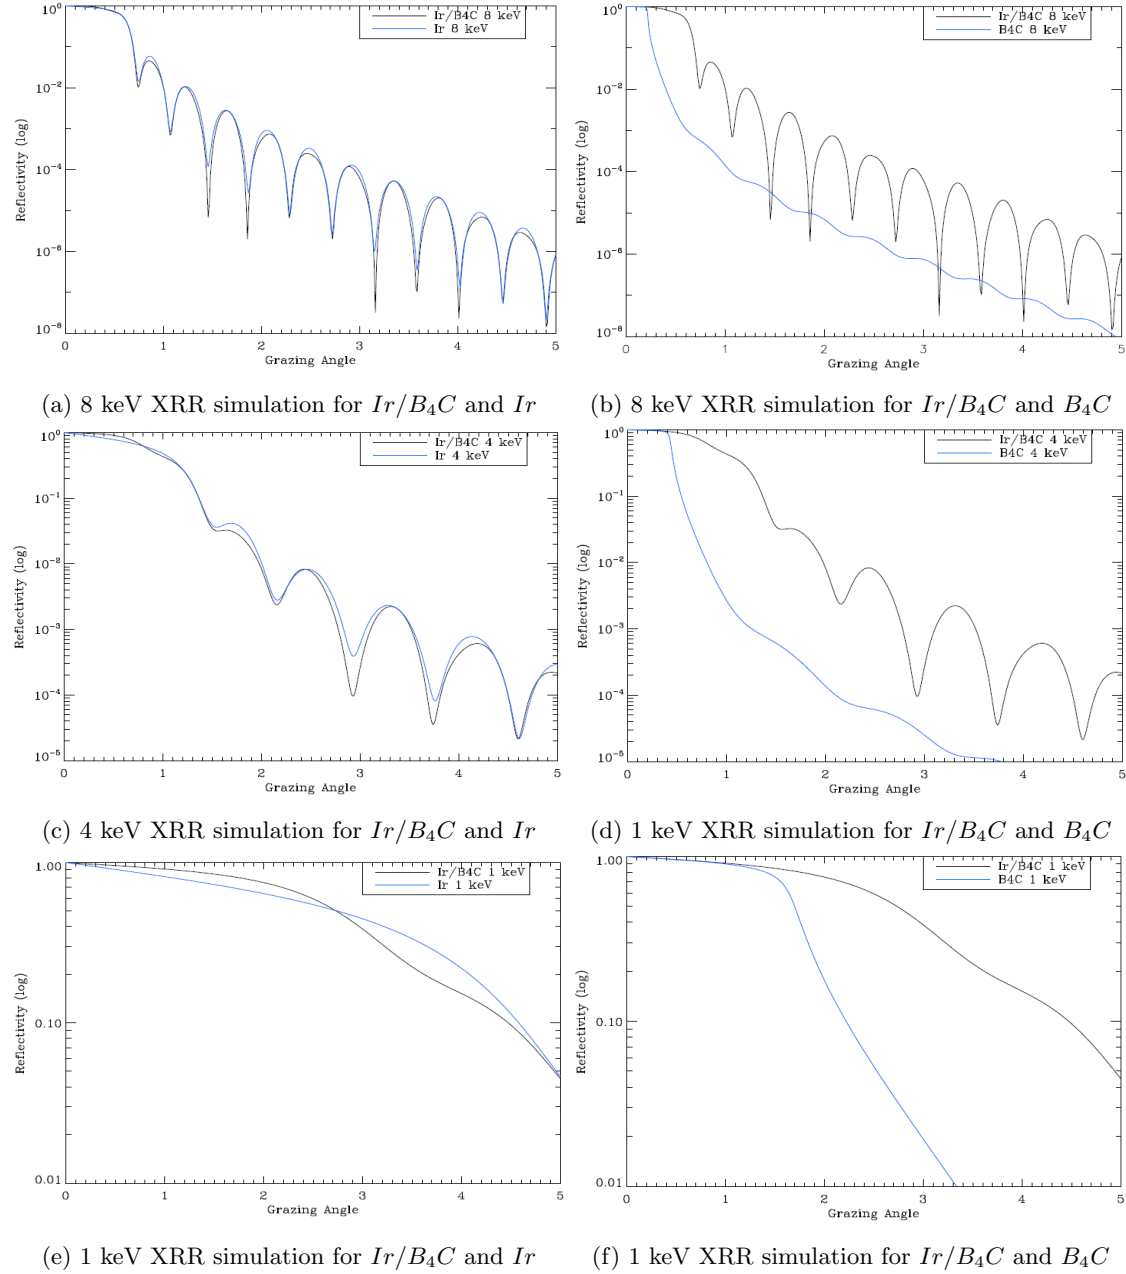 10^0
10^-2
10^-4
10^-6
10^-8
Reflectivity (log)
Ir/B4C 8 keV
Ir 8 keV
0 1 2 3 4 5
Grazing Angle
10^0
10^-2
10^-4
10^-6
10^-8
Reflectivity (log)
Ir/B4C 8 keV
B4C 8 keV
0 1 2 3 4 5
Grazing Angle
(a) 8 keV XRR simulation for Ir/B₄C and Ir
(b) 8 keV XRR simulation for Ir/B₄C and B₄C
10^0
10^-1
10^-2
10^-3
10^-4
10^-5
Reflectivity (log)
Ir/B4C 4 keV
Ir 4 keV
0 1 2 3 4 5
Grazing Angle
10^0
10^-1
10^-2
10^-3
10^-4
10^-5
Reflectivity (log)
Ir/B4C 4 keV
B4C 4 keV
0 1 2 3 4 5
Grazing Angle
(c) 4 keV XRR simulation for Ir/B₄C and Ir
(d) 1 keV XRR simulation for Ir/B₄C and B₄C
1.00
0.10
0.01
Reflectivity (log)
Ir/B4C 1 keV
Ir 1 keV
0 1 2 3 4 5
Grazing Angle
1.00
0.10
0.01
Reflectivity (log)
Ir/B4C 1 keV
B4C 1 keV
0 1 2 3 4 5
Grazing Angle
(e) 1 keV XRR simulation for Ir/B₄C and Ir
(f) 1 keV XRR simulation for Ir/B₄C and B₄C